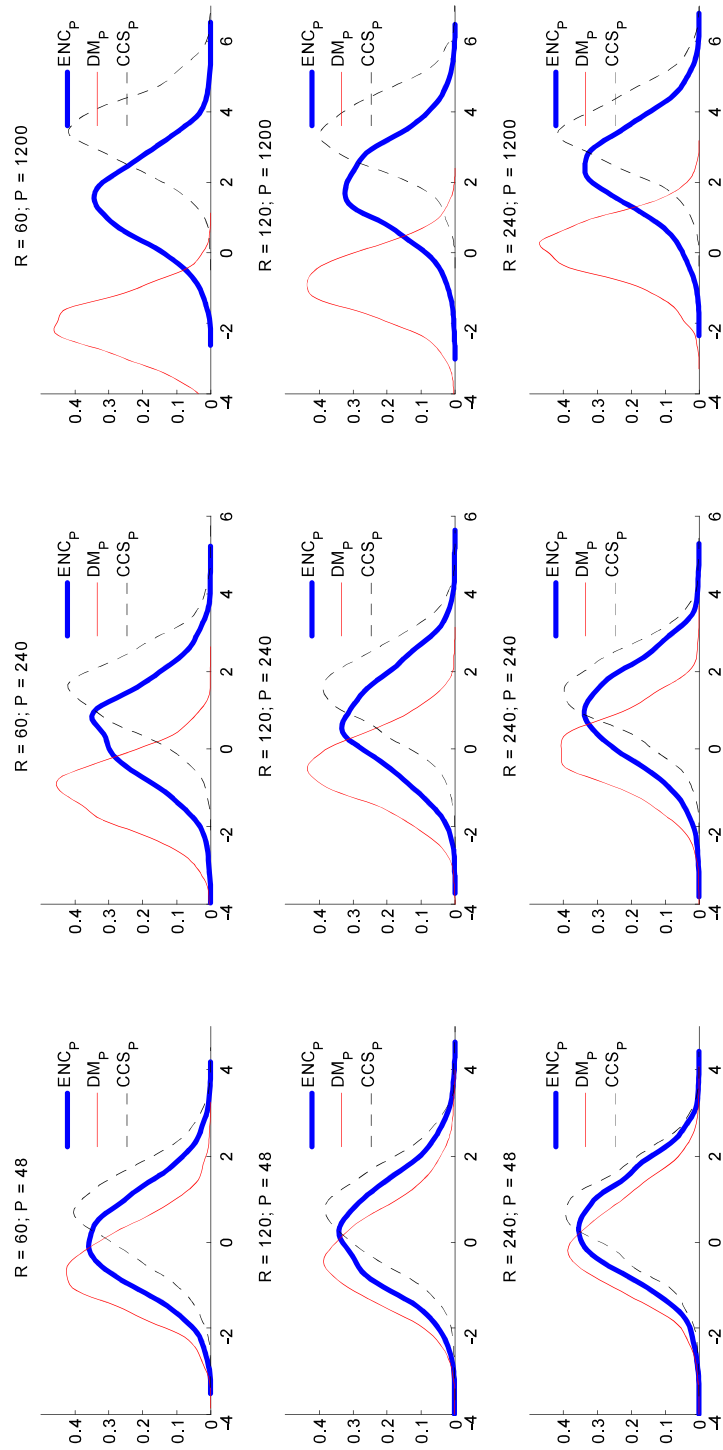 R = 60; P = 48
ENC_P
DM_P
CCS_P
0.4
0.3
0.2
0.1
0
-4
-2
0
2
4
R = 60; P = 240
ENC_P
DM_P
CCS_P
0.4
0.3
0.2
0.1
0
-4
-2
0
2
4
6
R = 60; P = 1200
ENC_P
DM_P
CCS_P
0.4
0.3
0.2
0.1
0
-4
-2
0
2
4
6
R = 120; P = 48
ENC_P
DM_P
CCS_P
0.4
0.3
0.2
0.1
0
-4
-2
0
2
4
R = 120; P = 240
ENC_P
DM_P
CCS_P
0.4
0.3
0.2
0.1
0
-4
-2
0
2
4
6
R = 120; P = 1200
ENC_P
DM_P
CCS_P
0.4
0.3
0.2
0.1
0
-4
-2
0
2
4
6
R = 240; P = 48
ENC_P
DM_P
CCS_P
0.4
0.3
0.2
0.1
0
-4
-2
0
2
4
R = 240; P = 240
ENC_P
DM_P
CCS_P
0.4
0.3
0.2
0.1
0
-4
-2
0
2
4
6
R = 240; P = 1200
ENC_P
DM_P
CCS_P
0.4
0.3
0.2
0.1
0
-4
-2
0
2
4
6